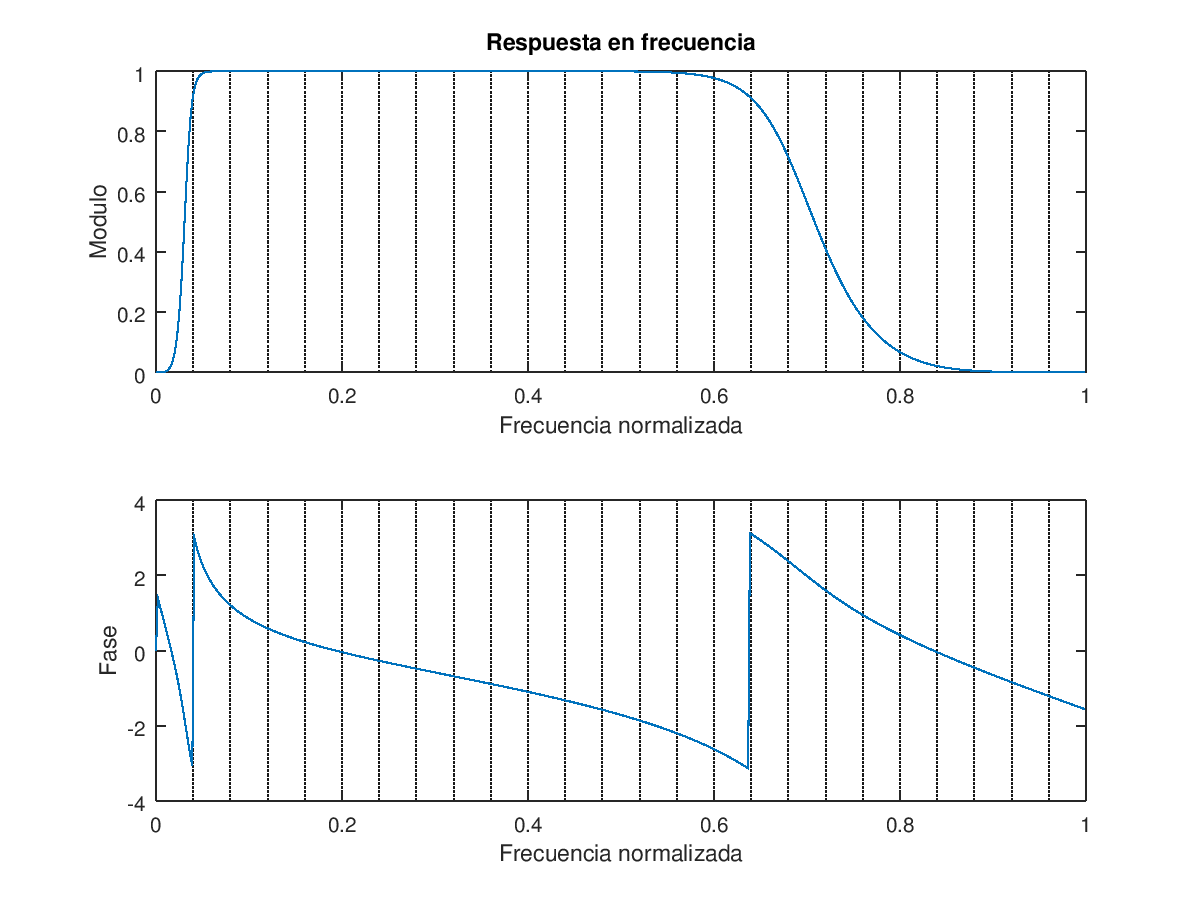 Respuesta en frecuencia
1
0.8
0.6
0.4
0.2
0
Modulo
0 0.2 0.4 0.6 0.8 1
Frecuencia normalizada
4
2
0
-2
-4
Fase
0 0.2 0.4 0.6 0.8 1
Frecuencia normalizada